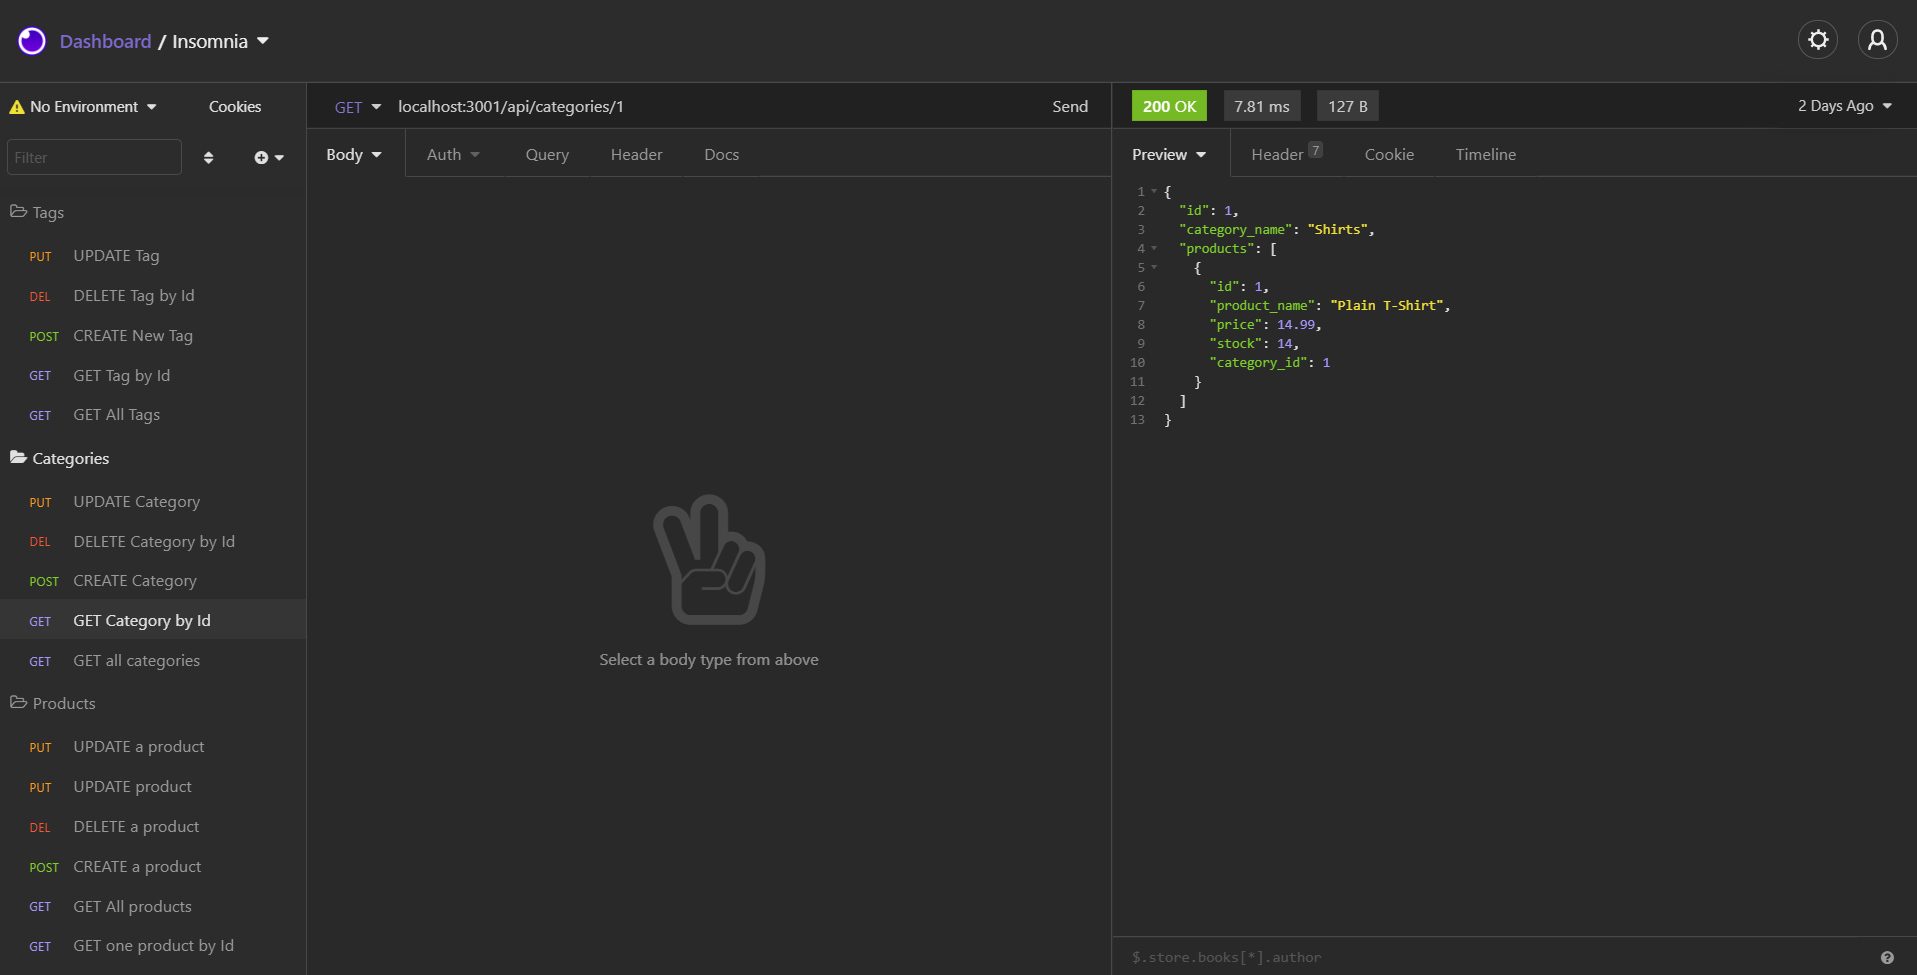 Dashboard / Insomnia
No Environment
Cookies
Filter
Tags
PUT UPDATE Tag
DEL DELETE Tag by Id
POST CREATE New Tag
GET GET Tag by Id
GET GET All Tags
Categories
PUT UPDATE Category
DEL DELETE Category by Id
POST CREATE Category
GET GET Category by Id
GET GET all categories
Products
PUT UPDATE a product
PUT UPDATE product
DEL DELETE a product
POST CREATE a product
GET GET All products
GET GET one product by Id
GET localhost:3001/api/categories/1 Send
Body Auth Query Header Docs
Select a body type from above
200 OK 7.81 ms 127 B 2 Days Ago
Preview Header 7 Cookie Timeline
1 {
2 "id": 1,
3 "category_name": "Shirts",
4 "products": [
5 {
6 "id": 1,
7 "product_name": "Plain T-Shirt",
8 "price": 14.99,
9 "stock": 14,
10 "category_id": 1
11 }
12 ]
13 }
$.store.books[*].author ?